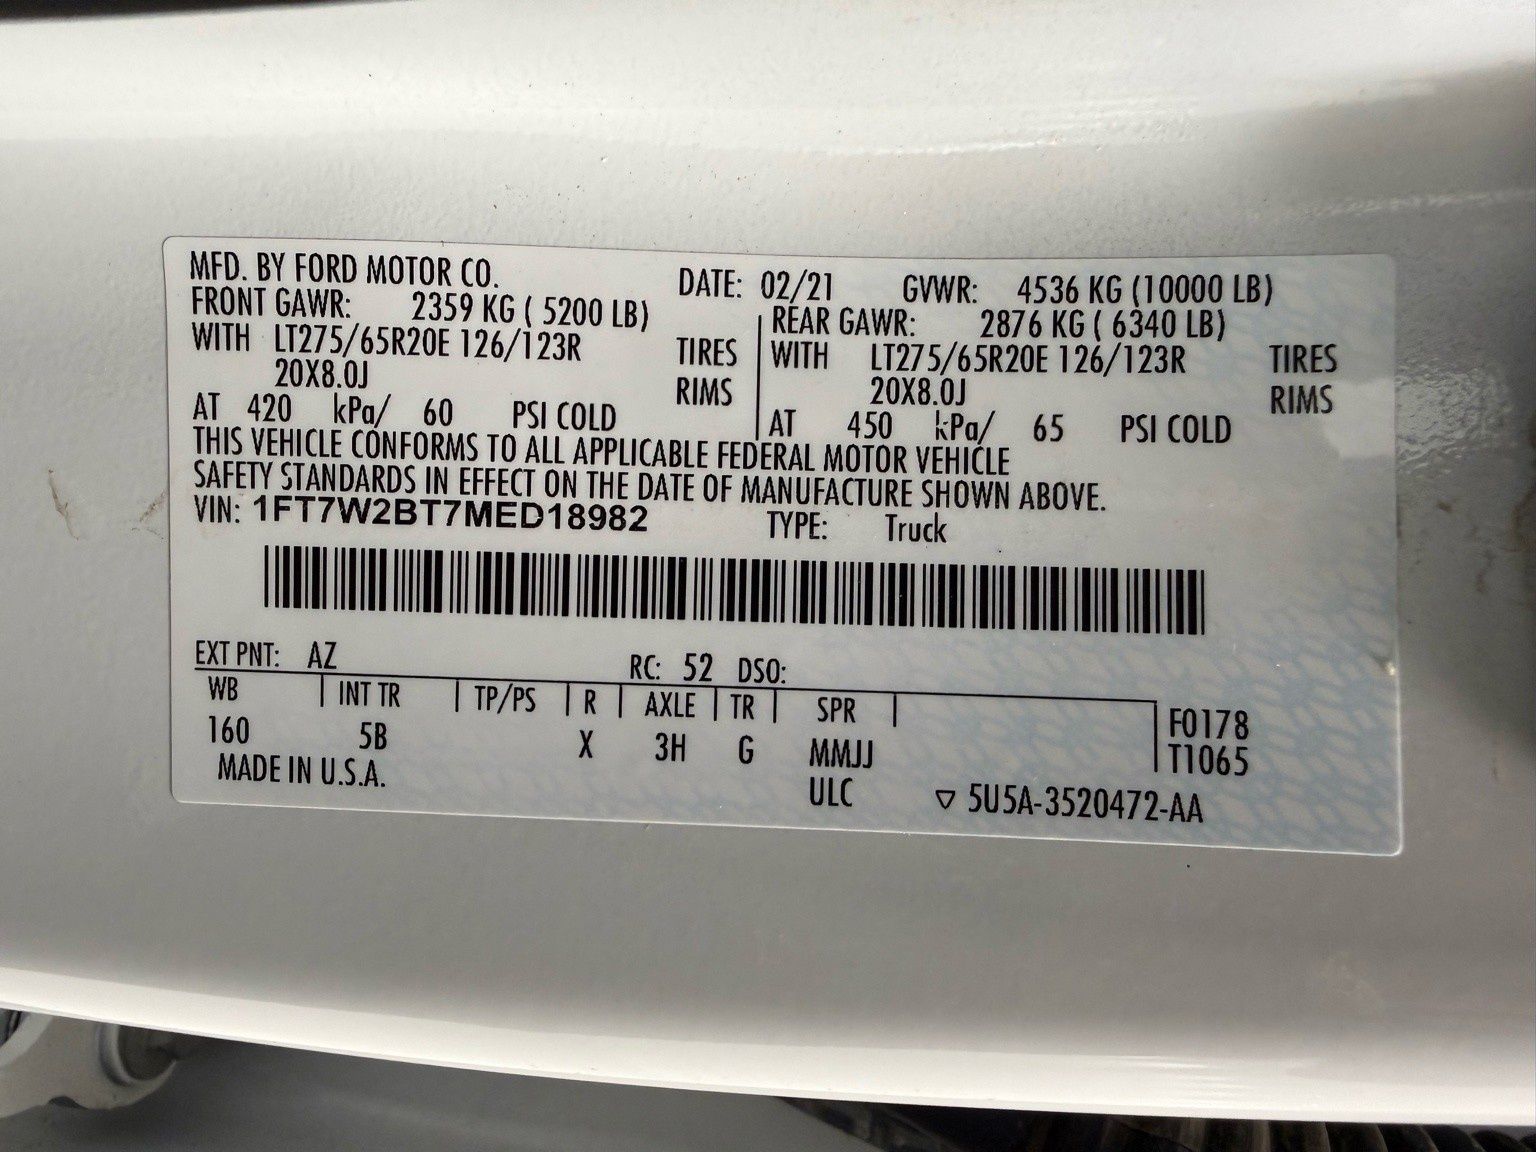 MFD. BY FORD MOTOR CO. DATE: 02/21 GVWR: 4536 KG (10000 LB)
FRONT GAWR: 2359 KG ( 5200 LB) REAR GAWR: 2876 KG ( 6340 LB)
WITH LT275/65R20E 126/123R TIRES WITH LT275/65R20E 126/123R TIRES
20X8.0J RIMS 20X8.0J RIMS
AT 420 kPa/ 60 PSI COLD AT 450 kPa/ 65 PSI COLD
THIS VEHICLE CONFORMS TO ALL APPLICABLE FEDERAL MOTOR VEHICLE
SAFETY STANDARDS IN EFFECT ON THE DATE OF MANUFACTURE SHOWN ABOVE.
VIN: 1FT7W2BT7MED18982 TYPE: Truck
EXT PNT: AZ RC: 52 DSO:
WB INT TR TP/PS R AXLE TR SPR F0178
160 5B X 3H G MMJJ T1065
MADE IN U.S.A. ULC ▽ 5U5A-3520472-AA